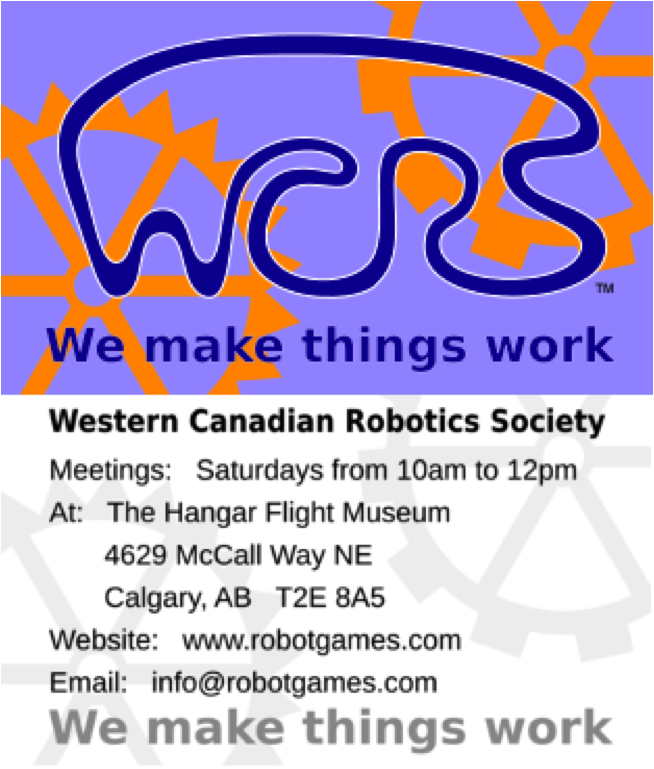 WCRS
TM
We make things work
Western Canadian Robotics Society
Meetings: Saturdays from 10am to 12pm
At: The Hangar Flight Museum
4629 McCall Way NE
Calgary, AB T2E 8A5
Website: www.robotgames.com
Email: info@robotgames.com
We make things work